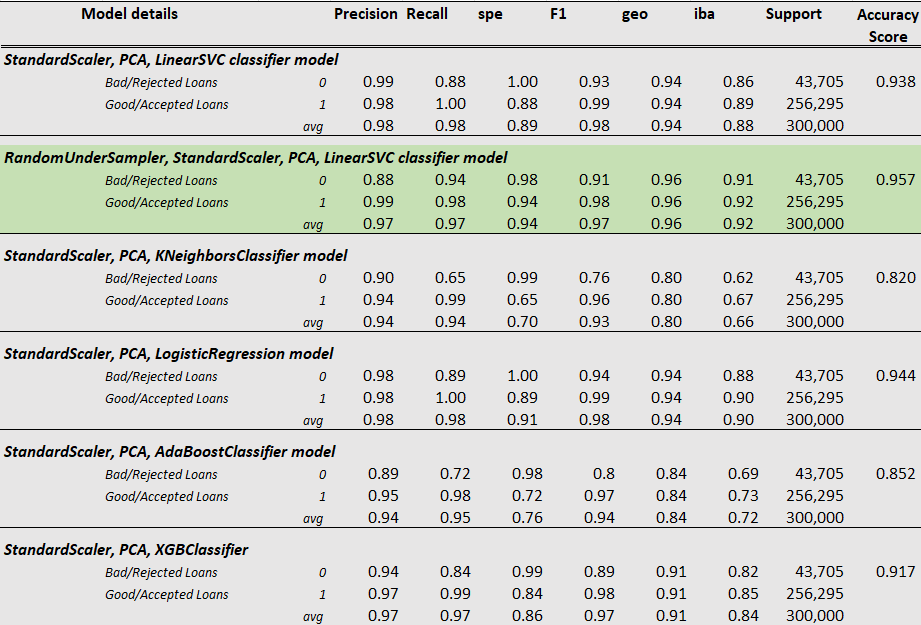 Model details Precision Recall spe F1 geo iba Support Accuracy Score
StandardScaler, PCA, LinearSVC classifier model
Bad/Rejected Loans 0 0.99 0.88 1.00 0.93 0.94 0.86 43,705 0.938
Good/Accepted Loans 1 0.98 1.00 0.88 0.99 0.94 0.89 256,295
avg 0.98 0.98 0.89 0.98 0.94 0.88 300,000
RandomUnderSampler, StandardScaler, PCA, LinearSVC classifier model
Bad/Rejected Loans 0 0.88 0.94 0.98 0.91 0.96 0.91 43,705 0.957
Good/Accepted Loans 1 0.99 0.98 0.94 0.98 0.96 0.92 256,295
avg 0.97 0.97 0.94 0.97 0.96 0.92 300,000
StandardScaler, PCA, KNeighborsClassifier model
Bad/Rejected Loans 0 0.90 0.65 0.99 0.76 0.80 0.62 43,705 0.820
Good/Accepted Loans 1 0.94 0.99 0.65 0.96 0.80 0.67 256,295
avg 0.94 0.94 0.70 0.93 0.80 0.66 300,000
StandardScaler, PCA, LogisticRegression model
Bad/Rejected Loans 0 0.98 0.89 1.00 0.94 0.94 0.88 43,705 0.944
Good/Accepted Loans 1 0.98 1.00 0.89 0.99 0.94 0.90 256,295
avg 0.98 0.98 0.91 0.98 0.94 0.90 300,000
StandardScaler, PCA, AdaBoostClassifier model
Bad/Rejected Loans 0 0.89 0.72 0.98 0.8 0.84 0.69 43,705 0.852
Good/Accepted Loans 1 0.95 0.98 0.72 0.97 0.84 0.73 256,295
avg 0.94 0.95 0.76 0.94 0.84 0.72 300,000
StandardScaler, PCA, XGBClassifier
Bad/Rejected Loans 0 0.94 0.84 0.99 0.89 0.91 0.82 43,705 0.917
Good/Accepted Loans 1 0.97 0.99 0.84 0.98 0.91 0.85 256,295
avg 0.97 0.97 0.86 0.97 0.91 0.84 300,000